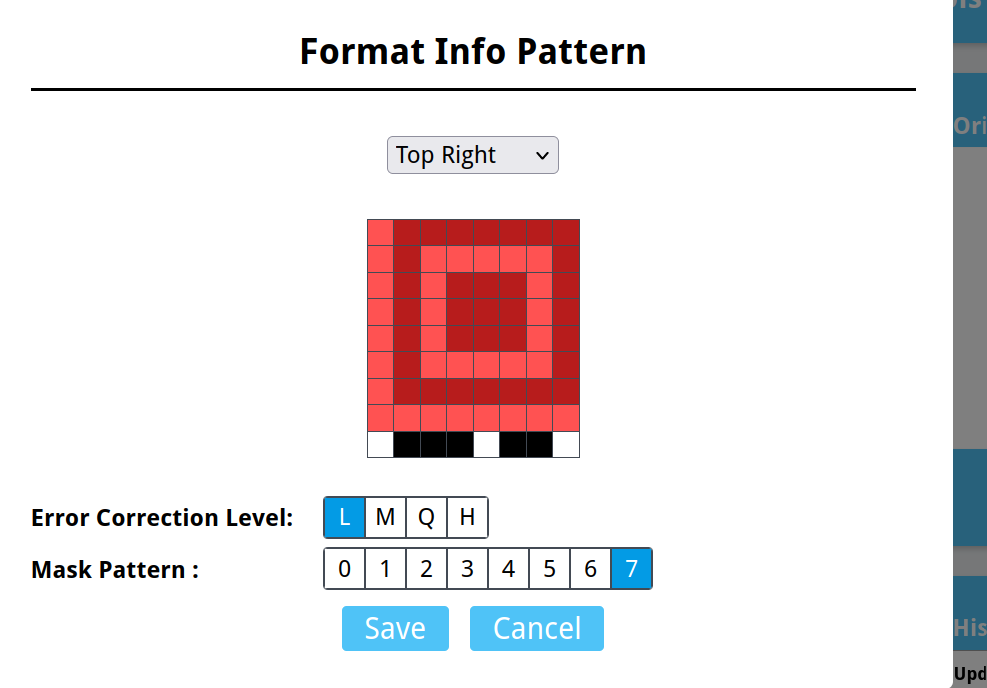 Format Info Pattern
Top Right
Error Correction Level: L M Q H
Mask Pattern : 0 1 2 3 4 5 6 7
Save Cancel
Ori
His
Upd